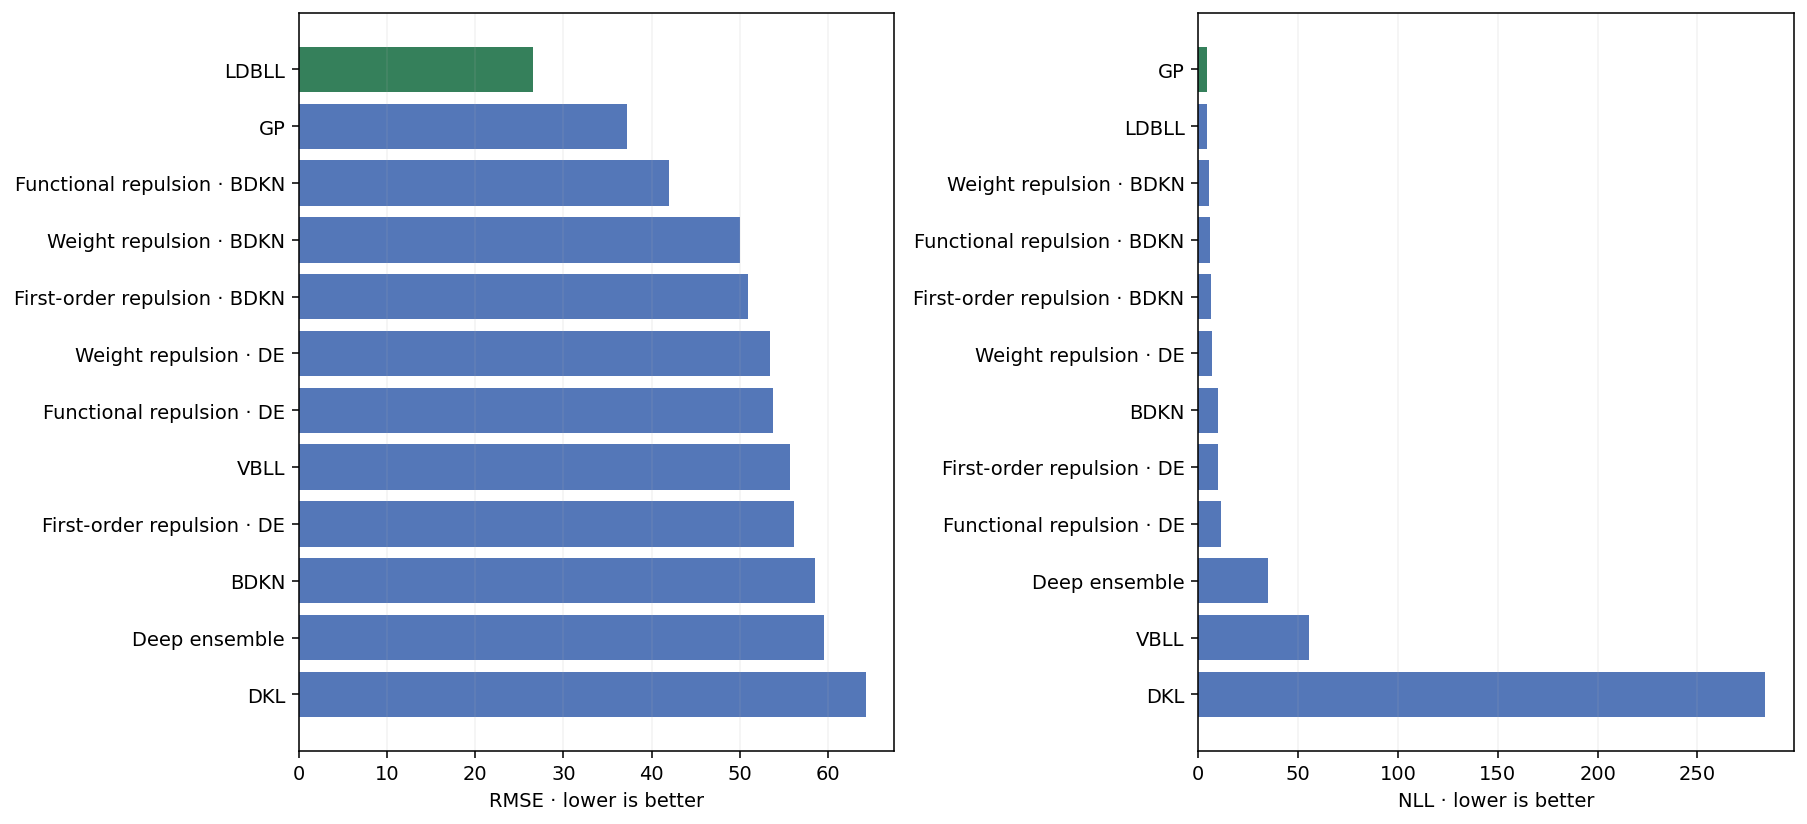 LDBLL
GP
Functional repulsion · BDKN
Weight repulsion · BDKN
First-order repulsion · BDKN
Weight repulsion · DE
Functional repulsion · DE
VBLL
First-order repulsion · DE
BDKN
Deep ensemble
DKL
0 10 20 30 40 50 60
RMSE · lower is better
GP
LDBLL
Weight repulsion · BDKN
Functional repulsion · BDKN
First-order repulsion · BDKN
Weight repulsion · DE
BDKN
First-order repulsion · DE
Functional repulsion · DE
Deep ensemble
VBLL
DKL
0 50 100 150 200 250
NLL · lower is better